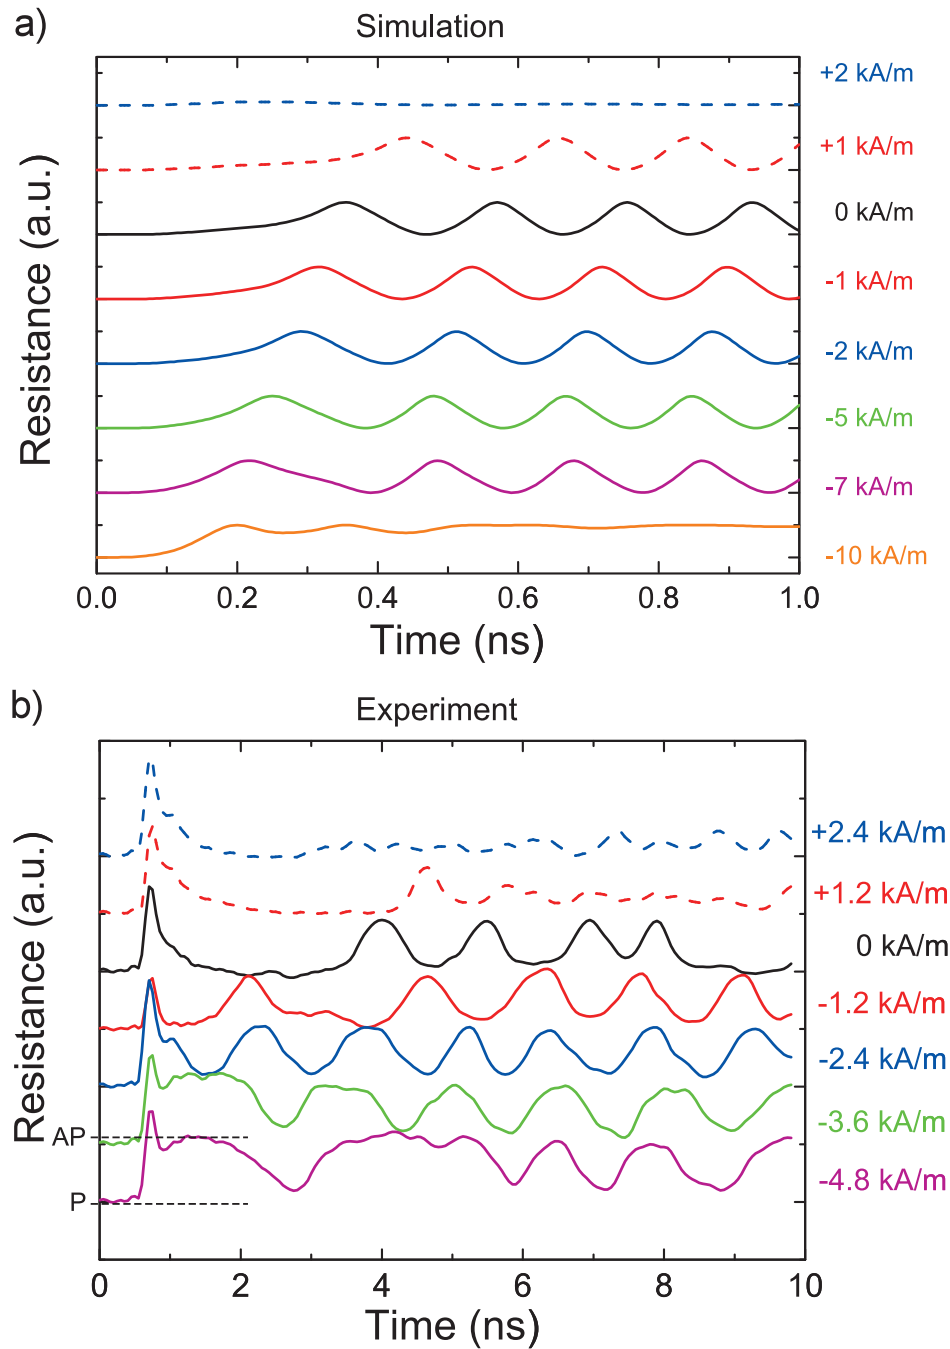 a)
Simulation
Resistance (a.u.)
+2 kA/m
+1 kA/m
0 kA/m
-1 kA/m
-2 kA/m
-5 kA/m
-7 kA/m
-10 kA/m
0.0 0.2 0.4 0.6 0.8 1.0
Time (ns)
b)
Experiment
Resistance (a.u.)
+2.4 kA/m
+1.2 kA/m
0 kA/m
-1.2 kA/m
-2.4 kA/m
-3.6 kA/m
AP
-4.8 kA/m
P
0 2 4 6 8 10
Time (ns)